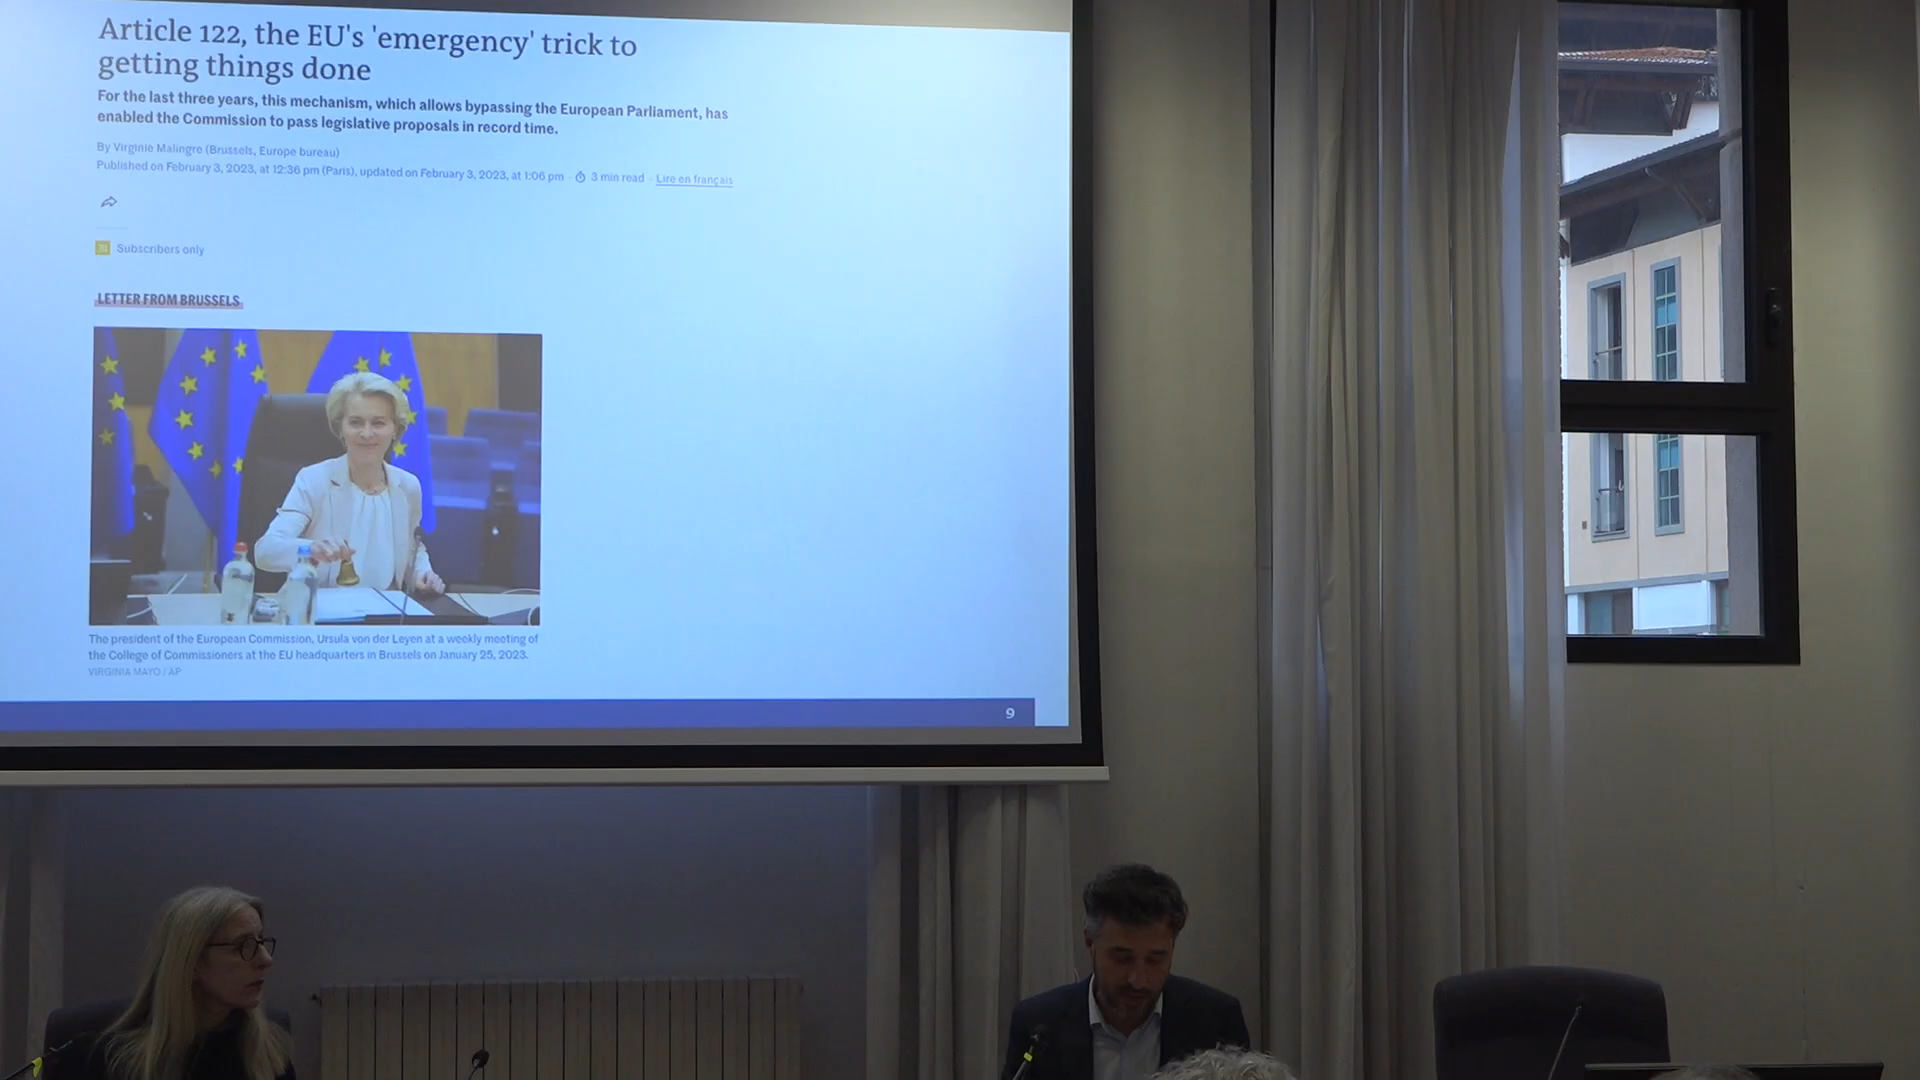 Article 122, the EU's 'emergency' trick to
getting things done
For the last three years, this mechanism, which allows bypassing the European Parliament, has
enabled the Commission to pass legislative proposals in record time.
By Virginie Malingre (Brussels, Europe bureau)
Published on February 3, 2023, at 12:36 pm (Paris), updated on February 3, 2023, at 1:06 pm · 3 min read · Lire en français
Subscribers only
LETTER FROM BRUSSELS
The president of the European Commission, Ursula von der Leyen at a weekly meeting of
the College of Commissioners at the EU headquarters in Brussels on January 25, 2023.
VIRGINIA MAYO / AP
9